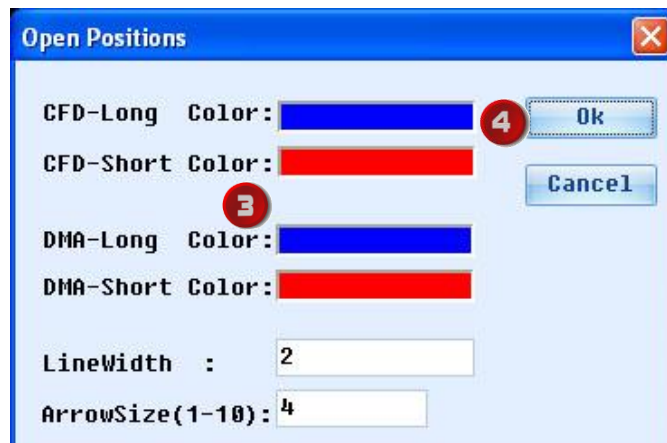 Open Positions
CFD-Long Color:
4
Ok
CFD-Short Color:
Cancel
3
DMA-Long Color:
DMA-Short Color:
LineWidth : 2
ArrowSize(1-10): 4